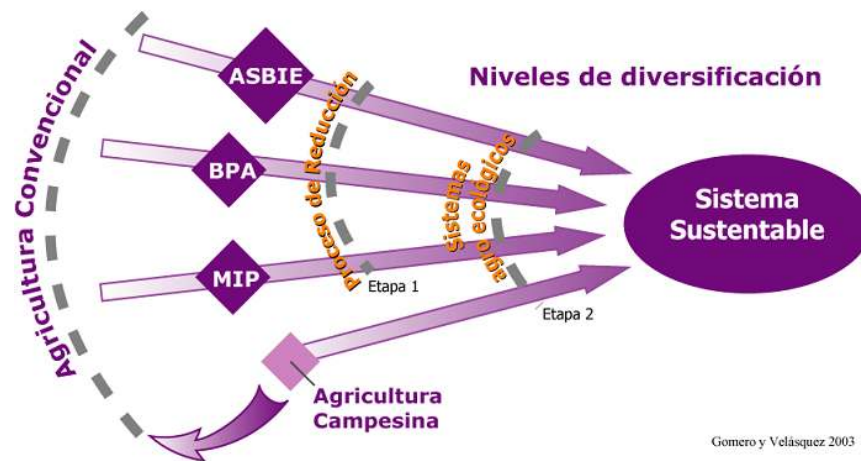 Agricultura Convencional
ASBIE
BPA
MIP
Proceso de Reducción
Etapa 1
Niveles de diversificación
Sistemas
agro ecológicos
Etapa 2
Sistema
Sustentable
Agricultura
Campesina
Gomero y Velásquez 2003